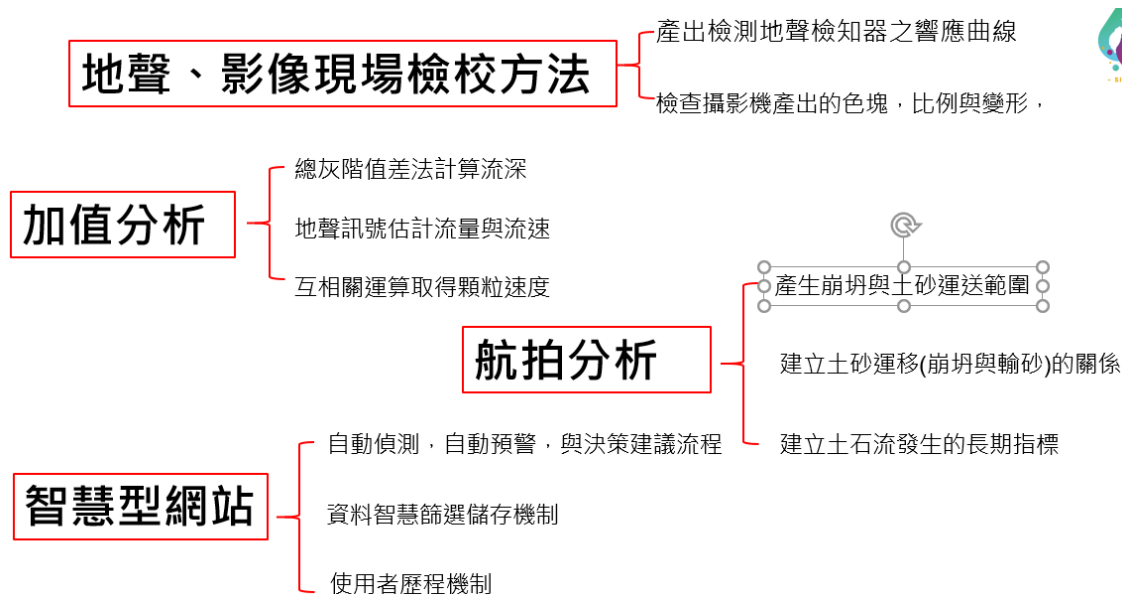 地聲、影像現場檢校方法
產出檢測地聲檢知器之響應曲線
檢查攝影機產出的色塊，比例與變形，
加值分析
總灰階值差法計算流深
地聲訊號估計流量與流速
互相關運算取得顆粒速度
航拍分析
產生崩坍與土砂運送範圍
建立土砂運移(崩坍與輸砂)的關係
建立土石流發生的長期指標
智慧型網站
自動偵測，自動預警，與決策建議流程
資料智慧篩選儲存機制
使用者歷程機制